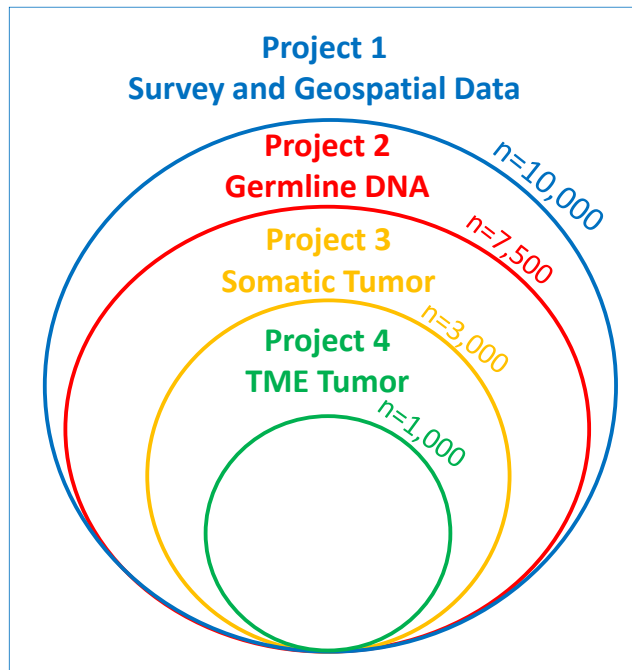 Project 1
Survey and Geospatial Data
n=10,000
Project 2
Germline DNA
n=7,500
Project 3
Somatic Tumor
n=3,000
Project 4
TME Tumor
n=1,000